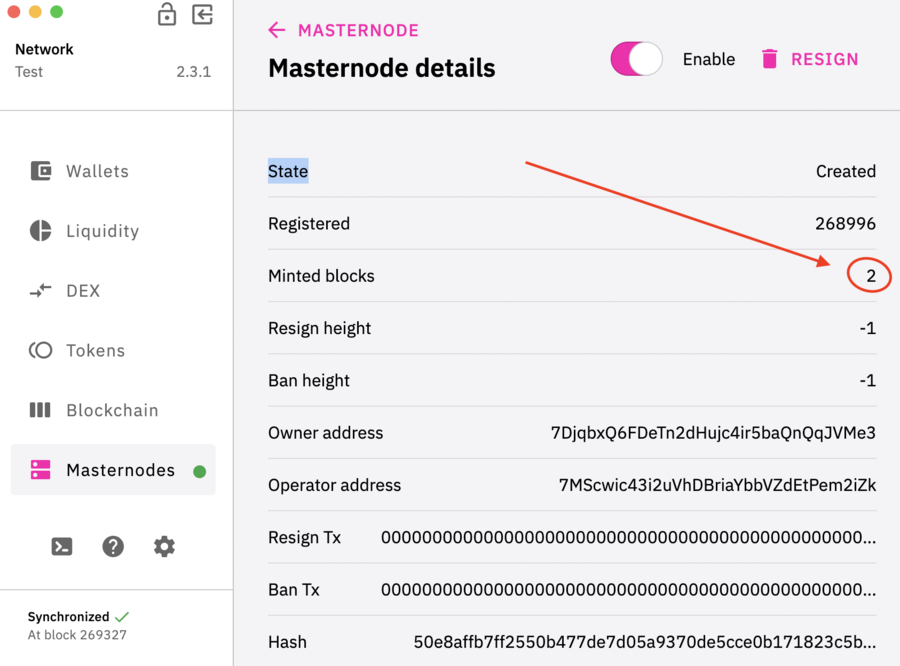 Network
Test 2.3.1
Wallets
Liquidity
DEX
Tokens
Blockchain
Masternodes
Synchronized
At block 269327
MASTERNODE
Masternode details
Enable
RESIGN
State Created
Registered 268996
Minted blocks 2
Resign height -1
Ban height -1
Owner address 7DjqbxQ6FDeTn2dHujc4ir5baQnQqJVMe3
Operator address 7MScwic43i2uVhDBriaYbbVZdEtPem2iZk
Resign Tx 00000000000000000000000000000000000000000000000000...
Ban Tx 00000000000000000000000000000000000000000000000000...
Hash 50e8affb7ff2550b477de7d05a9370de5cce0b171823c5b...